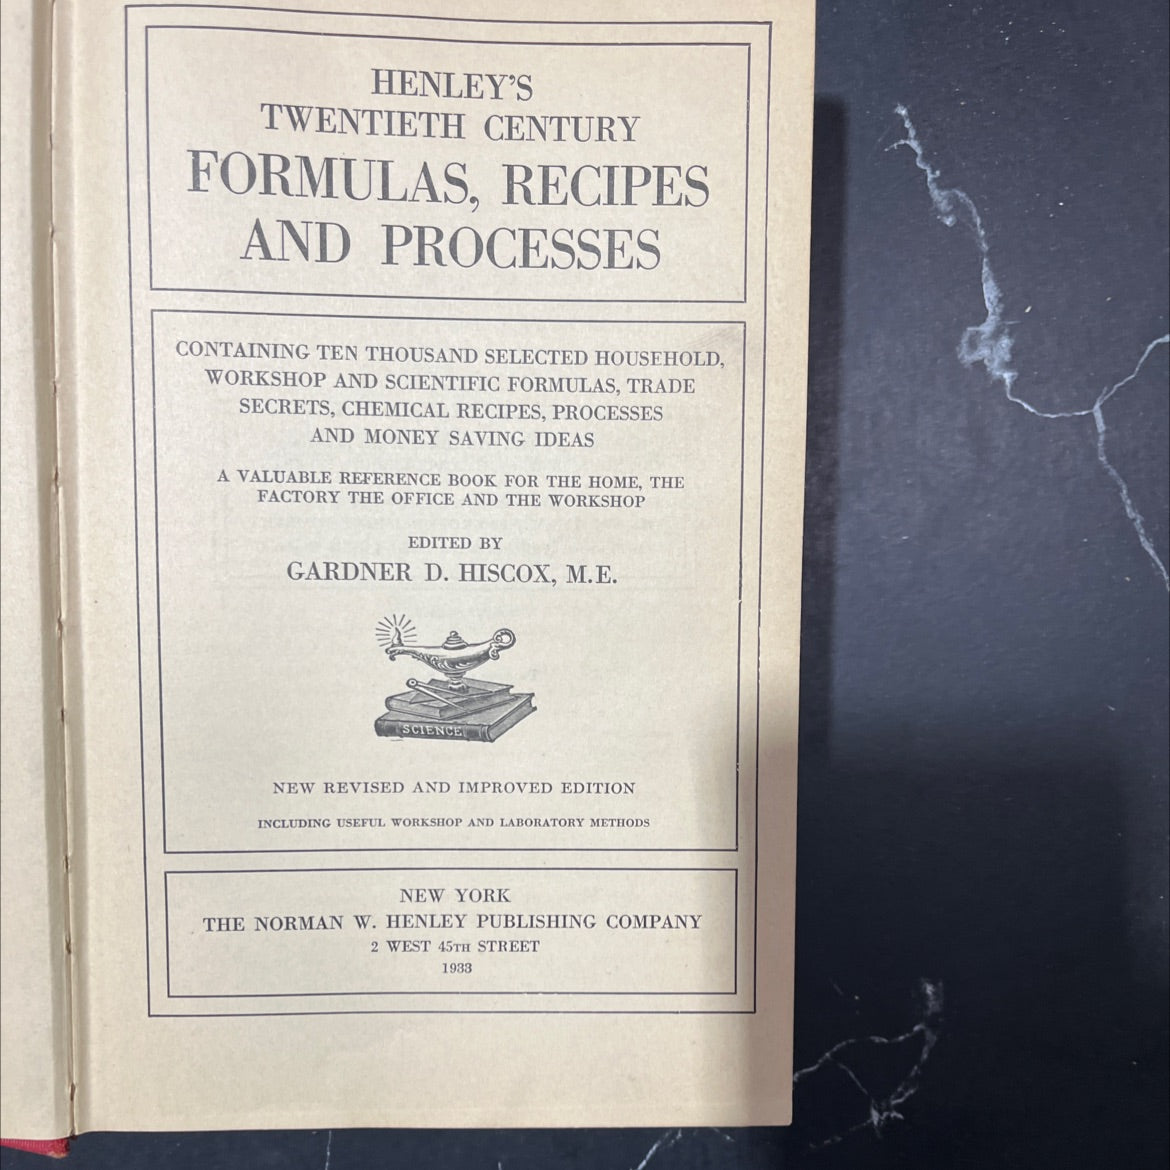 HENLEY'S
TWENTIETH CENTURY
FORMULAS, RECIPES
AND PROCESSES
CONTAINING TEN THOUSAND SELECTED HOUSEHOLD,
WORKSHOP AND SCIENTIFIC FORMULAS, TRADE
SECRETS, CHEMICAL RECIPES, PROCESSES
AND MONEY SAVING IDEAS
A VALUABLE REFERENCE BOOK FOR THE HOME, THE
FACTORY THE OFFICE AND THE WORKSHOP
EDITED BY
GARDNER D. HISCOX, M.E.
SCIENCE
NEW REVISED AND IMPROVED EDITION
INCLUDING USEFUL WORKSHOP AND LABORATORY METHODS
NEW YORK
THE NORMAN W. HENLEY PUBLISHING COMPANY
2 WEST 45TH STREET
1933